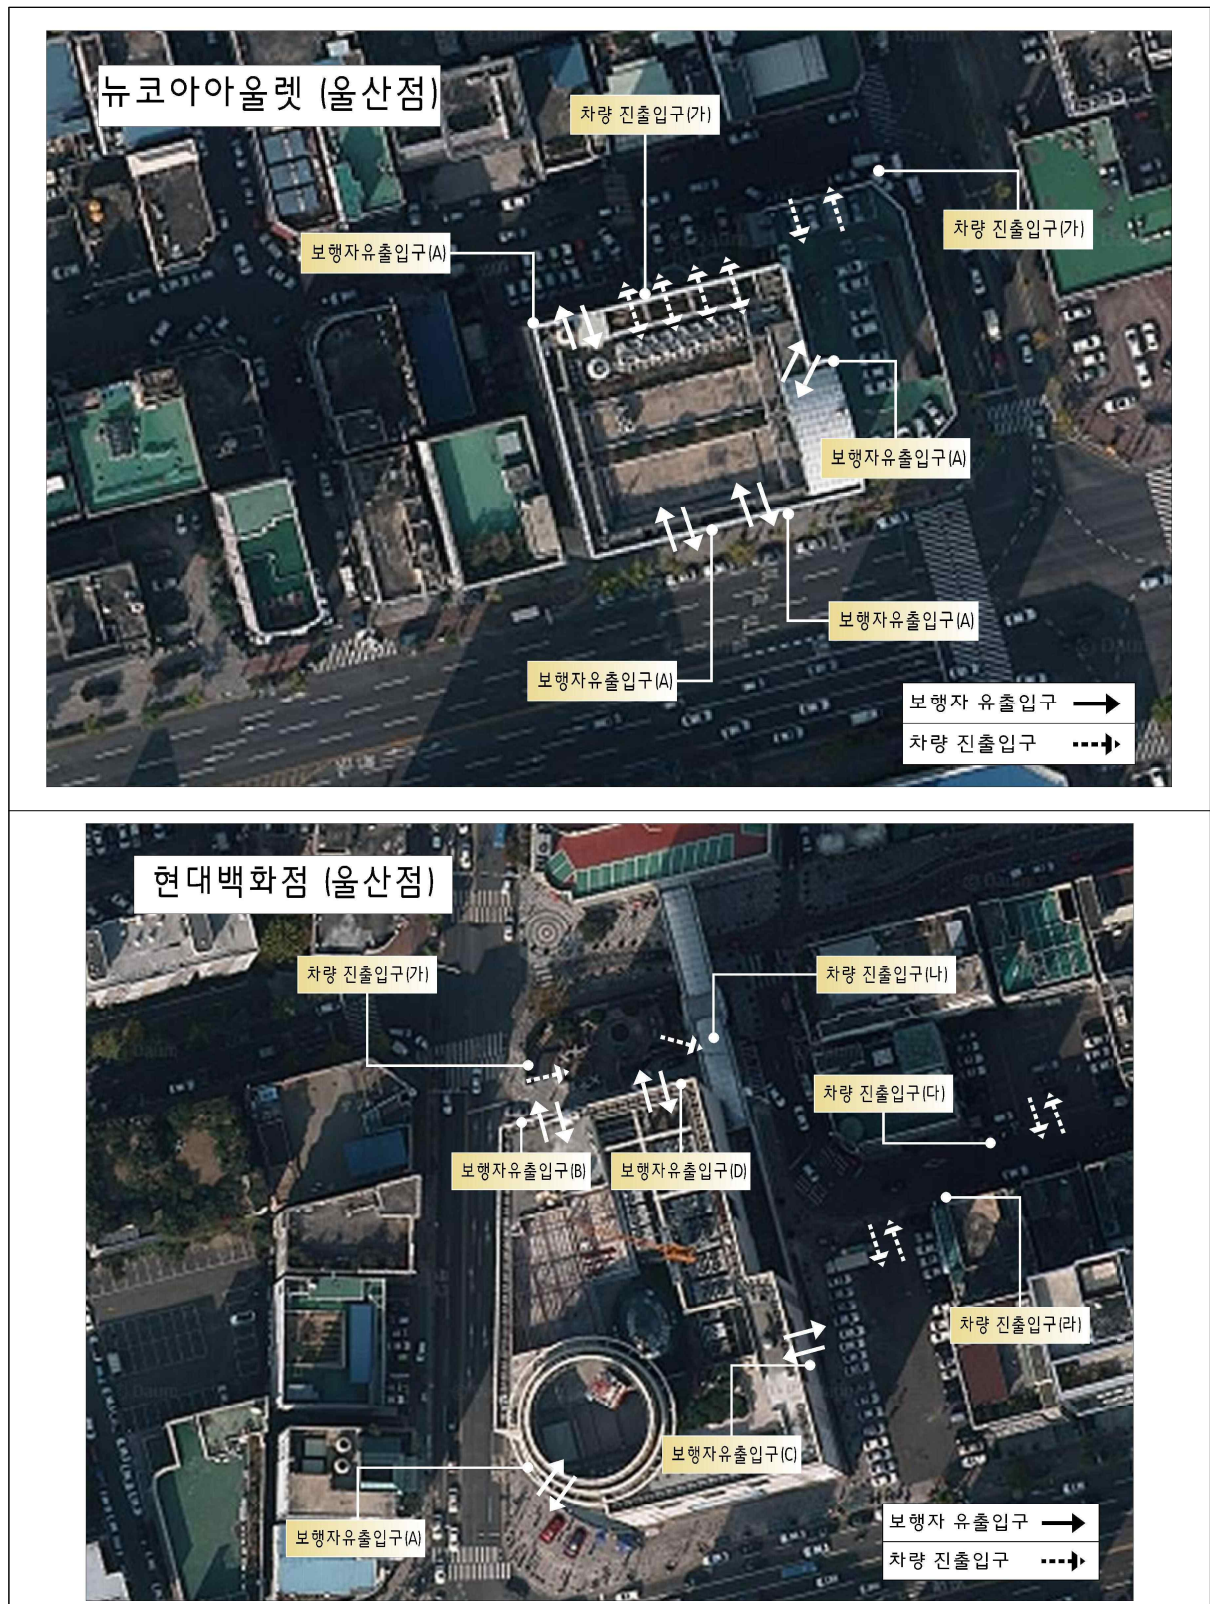 뉴코아아울렛 (울산점)
차량 진출입구(가)
차량 진출입구(가)
보행자유출입구(A)
보행자유출입구(A)
보행자유출입구(A)
보행자유출입구(A)
보행자 유출입구
차량 진출입구
현대백화점 (울산점)
차량 진출입구(가)
차량 진출입구(나)
차량 진출입구(다)
보행자유출입구(B)
보행자유출입구(D)
차량 진출입구(라)
보행자유출입구(C)
보행자유출입구(A)
보행자 유출입구
차량 진출입구